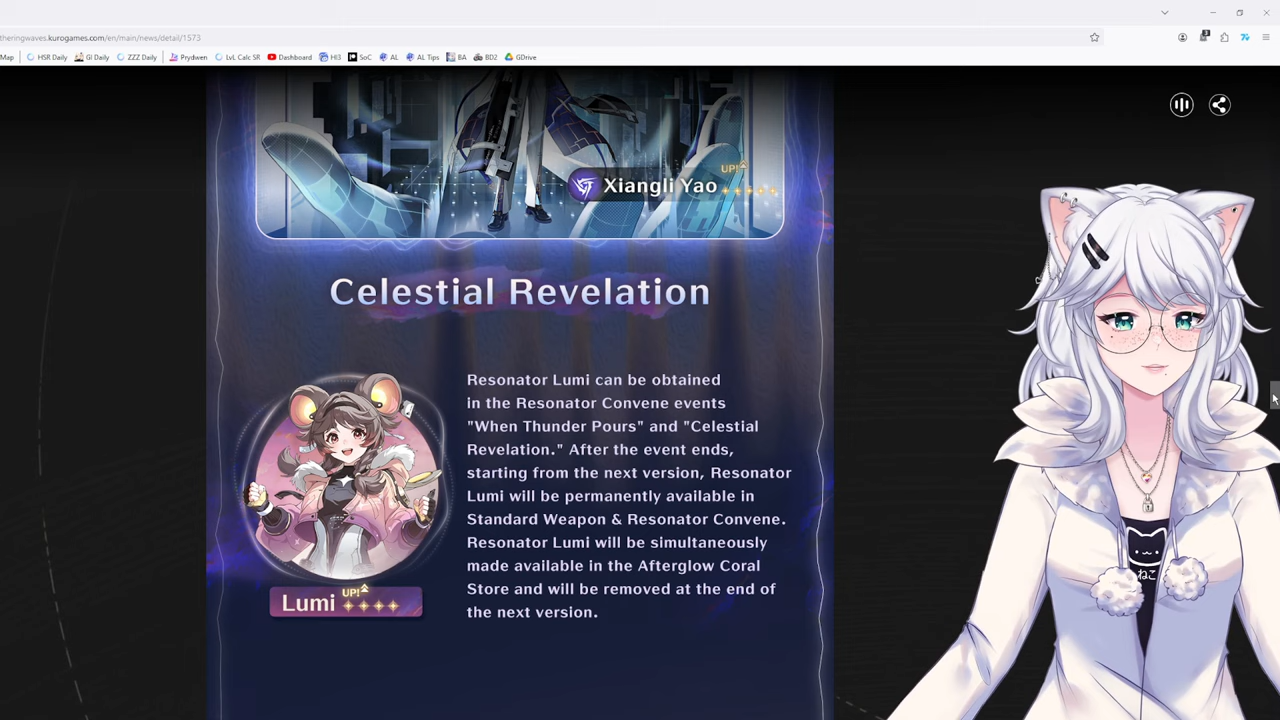 theringwaves.kurogames.com/en/main/news/detail/1573
Map HSR Daily GI Daily ZZZ Daily Prydwen LvL Calc SR Dashboard HI3 SoC AL AL Tips BA BD2 GDrive
UP!
Xiangli Yao
Celestial Revelation
Resonator Lumi can be obtained
in the Resonator Convene events
"When Thunder Pours" and "Celestial
Revelation." After the event ends,
starting from the next version, Resonator
Lumi will be permanently available in
Standard Weapon & Resonator Convene.
Resonator Lumi will be simultaneously
made available in the Afterglow Coral
Store and will be removed at the end of
the next version.
UP!
Lumi
ねこ